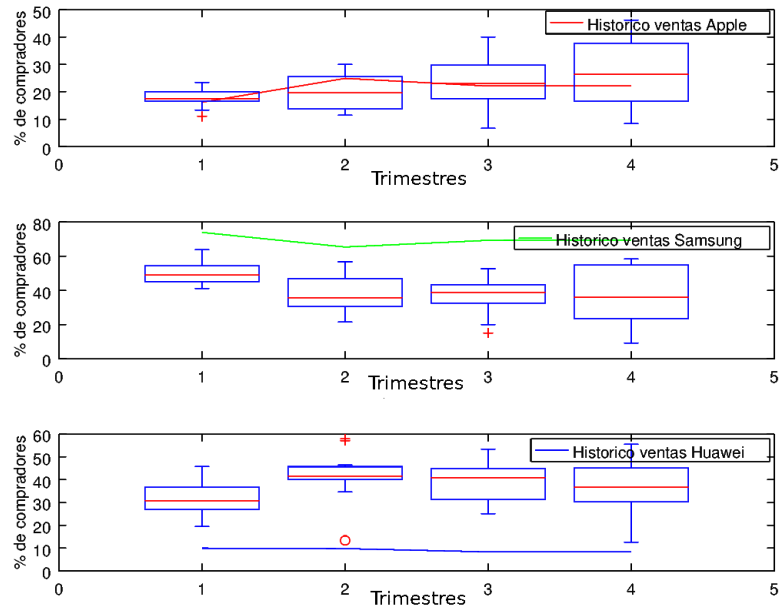 50
40
30
20
10
0
% de compradores
Historico ventas Apple
0 1 2 3 4 5
Trimestres
80
60
40
20
0
% de compradores
Historico ventas Samsung
0 1 2 3 4 5
Trimestres
60
50
40
30
20
10
0
% de compradores
Historico ventas Huawei
0 1 2 3 4 5
Trimestres